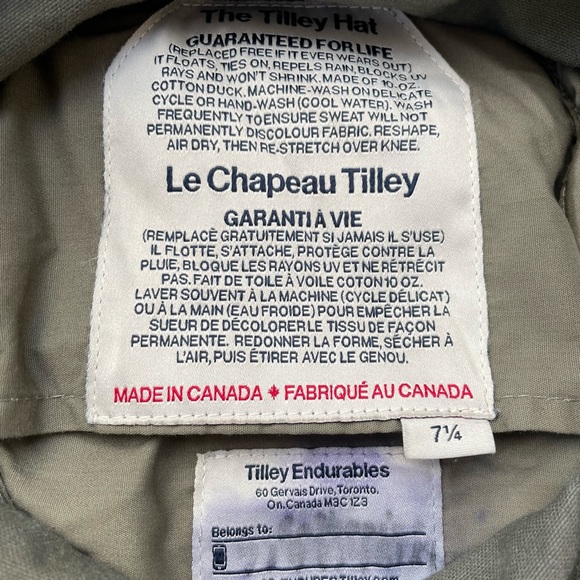 The Tilley Hat
GUARANTEED FOR LIFE
(REPLACED FREE IF IT EVER WEARS OUT)
IT FLOATS, TIES ON, REPELS RAIN, BLOCKS UV
RAYS AND WON'T SHRINK. MADE OF 10 OZ.
COTTON DUCK. MACHINE-WASH ON DELICATE
CYCLE OR HAND-WASH (COOL WATER). WASH
FREQUENTLY TO ENSURE SWEAT WILL NOT
PERMANENTLY DISCOLOUR FABRIC. RESHAPE,
AIR DRY, THEN RE-STRETCH OVER KNEE.
Le Chapeau Tilley
GARANTI À VIE
(REMPLACÉ GRATUITEMENT SI JAMAIS IL S'USE)
IL FLOTTE, S'ATTACHE, PROTÈGE CONTRE LA
PLUIE, BLOQUE LES RAYONS UV ET NE RÉTRÉCIT
PAS. FAIT DE TOILE À VOILE COTON 10 OZ.
LAVER SOUVENT À LA MACHINE (CYCLE DÉLICAT)
OU À LA MAIN (EAU FROIDE) POUR EMPÊCHER LA
SUEUR DE DÉCOLORER LE TISSU DE FAÇON
PERMANENTE. REDONNER LA FORME, SÉCHER À
L'AIR, PUIS ÉTIRER AVEC LE GENOU.
MADE IN CANADA FABRIQUÉ AU CANADA
7¼
Tilley Endurables
60 Gervais Drive, Toronto,
On. Canada M3C 1Z3
Belongs to: